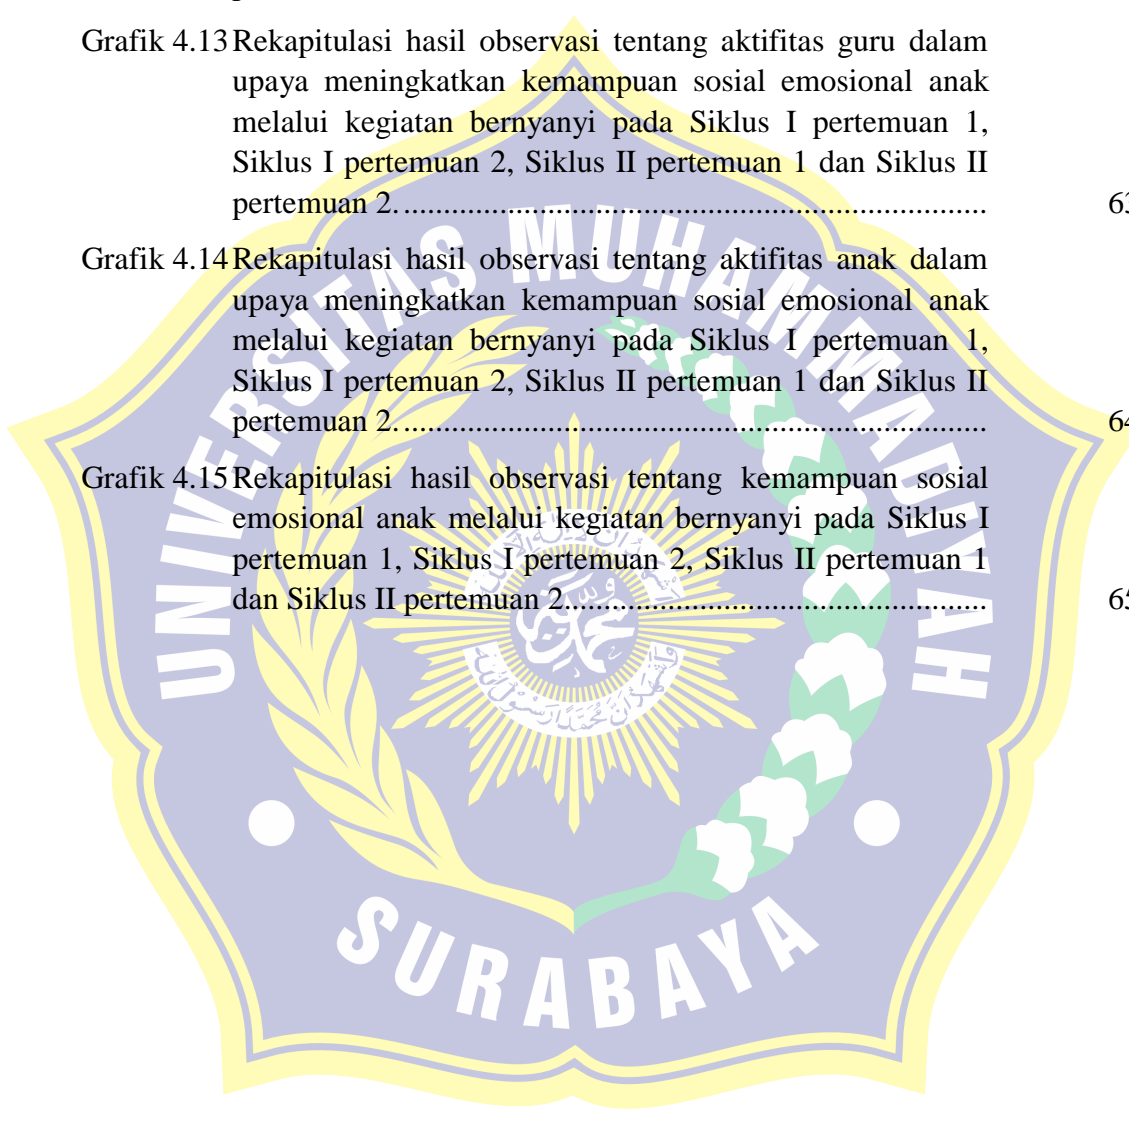 Grafik 4.13 Rekapitulasi hasil observasi tentang aktifitas guru dalam
upaya meningkatkan kemampuan sosial emosional anak
melalui kegiatan bernyanyi pada Siklus I pertemuan 1,
Siklus I pertemuan 2, Siklus II pertemuan 1 dan Siklus II
pertemuan 2. ......................................................................... 63
Grafik 4.14 Rekapitulasi hasil observasi tentang aktifitas anak dalam
upaya meningkatkan kemampuan sosial emosional anak
melalui kegiatan bernyanyi pada Siklus I pertemuan 1,
Siklus I pertemuan 2, Siklus II pertemuan 1 dan Siklus II
pertemuan 2. ......................................................................... 64
Grafik 4.15 Rekapitulasi hasil observasi tentang kemampuan sosial
emosional anak melalui kegiatan bernyanyi pada Siklus I
pertemuan 1, Siklus I pertemuan 2, Siklus II pertemuan 1
dan Siklus II pertemuan 2..................................................... 65
UNIVERSITAS MUHAMMADIYAH
SURABAYA